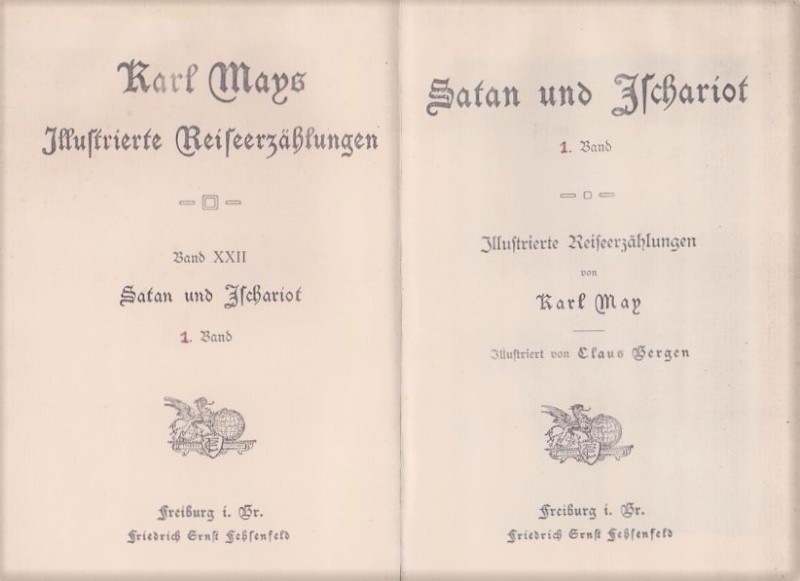 Karl Mays
Illustrierte Reiseerzählungen
Band XXII
Satan und Ischariot
1. Band
Freiburg i. Br.
Friedrich Ernst Fehsenfeld
Satan und Ischariot
1. Band
Illustrierte Reiseerzählungen
von
Karl May
Illustriert von Claus Bergen
Freiburg i. Br.
Friedrich Ernst Fehsenfeld